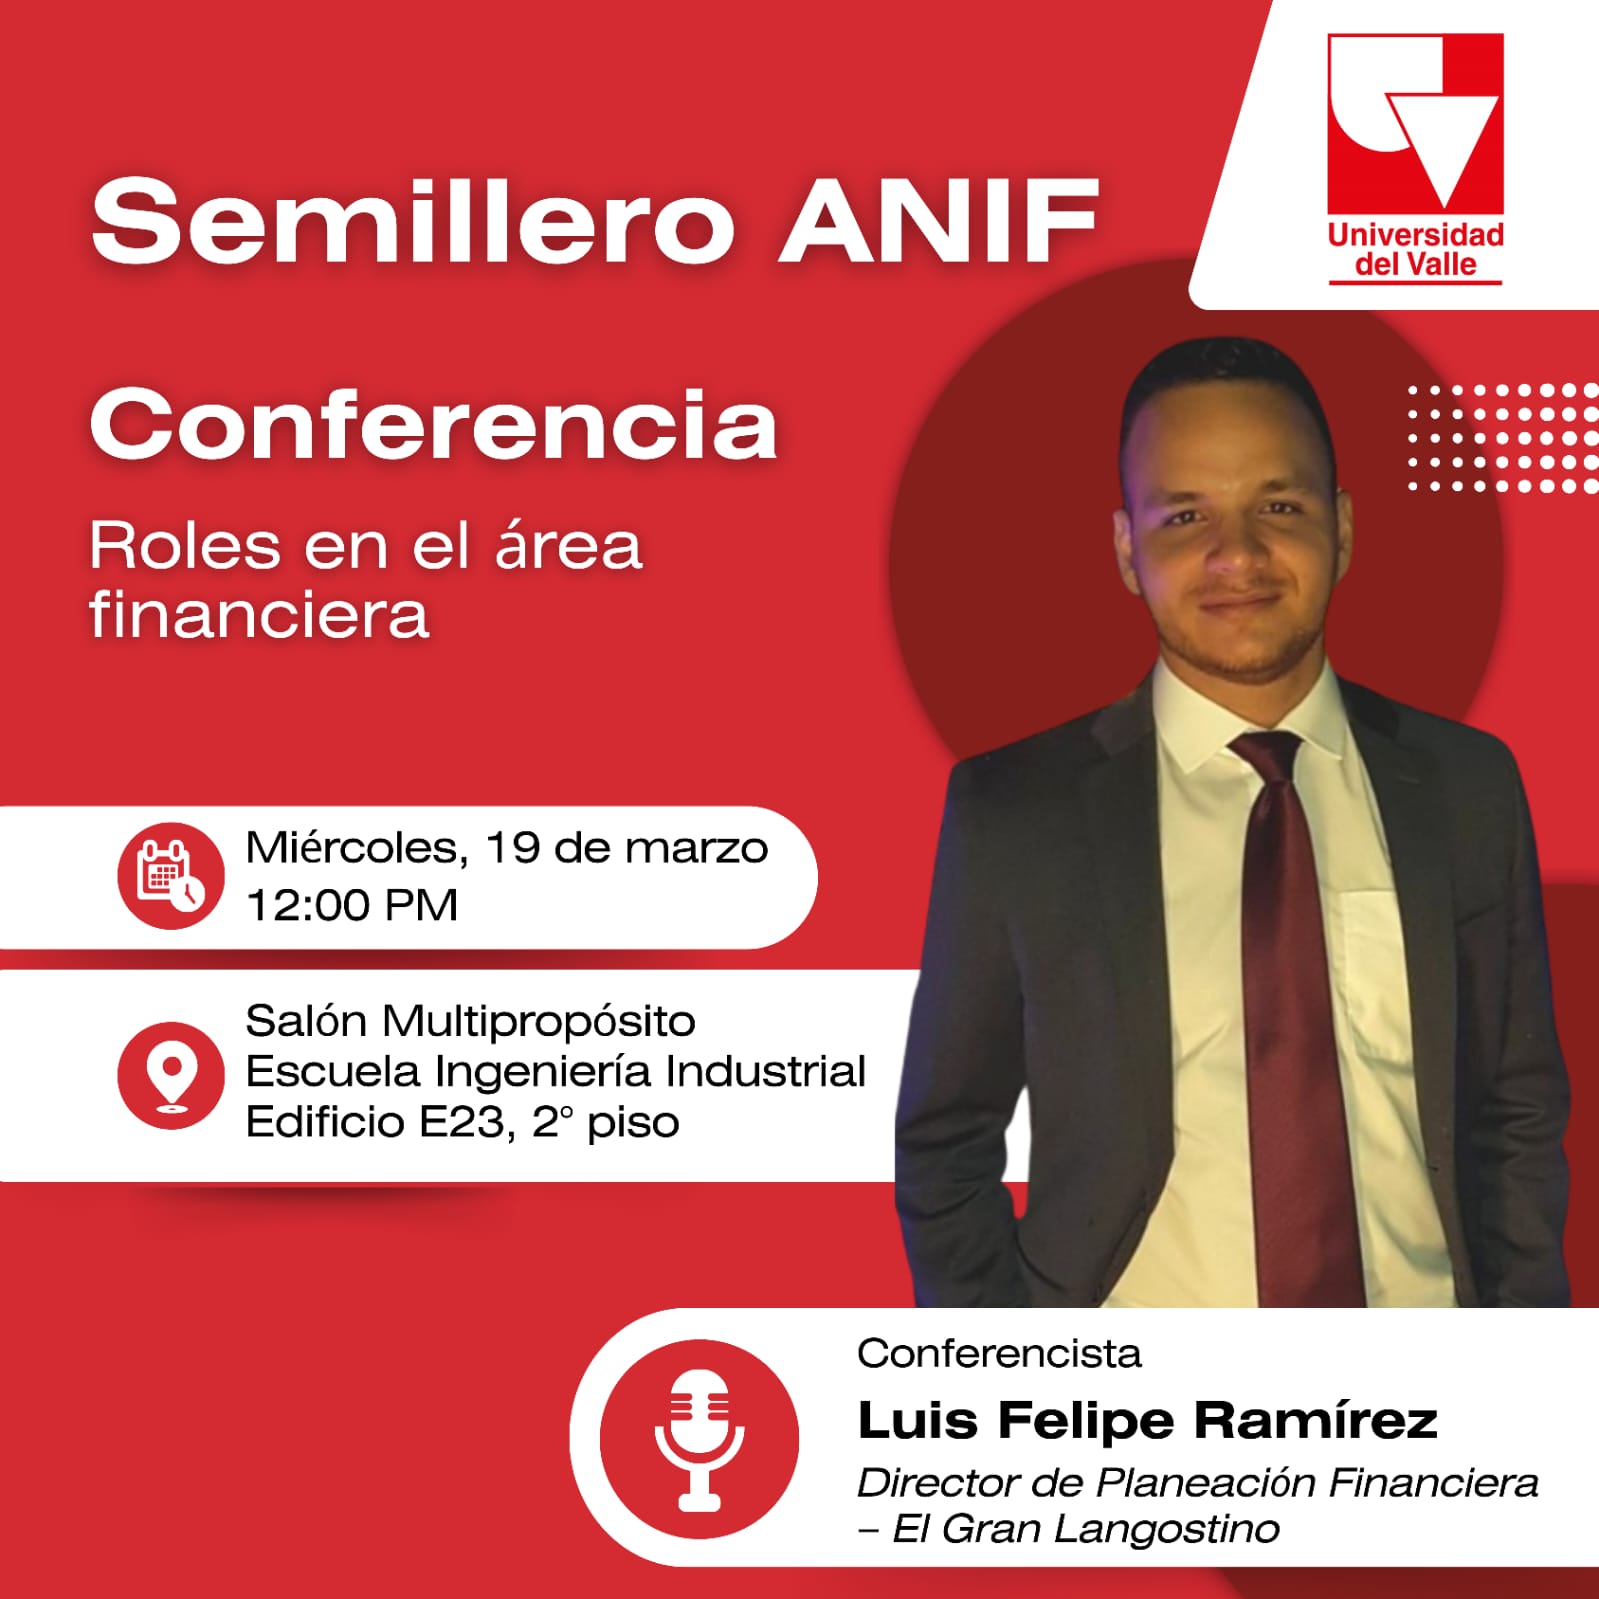 Universidad
del Valle
Semillero ANIF
Conferencia
Roles en el área
financiera
Miércoles, 19 de marzo
12:00 PM
Salón Multipropósito
Escuela Ingeniería Industrial
Edificio E23, 2° piso
Conferencista
Luis Felipe Ramírez
Director de Planeación Financiera
– El Gran Langostino